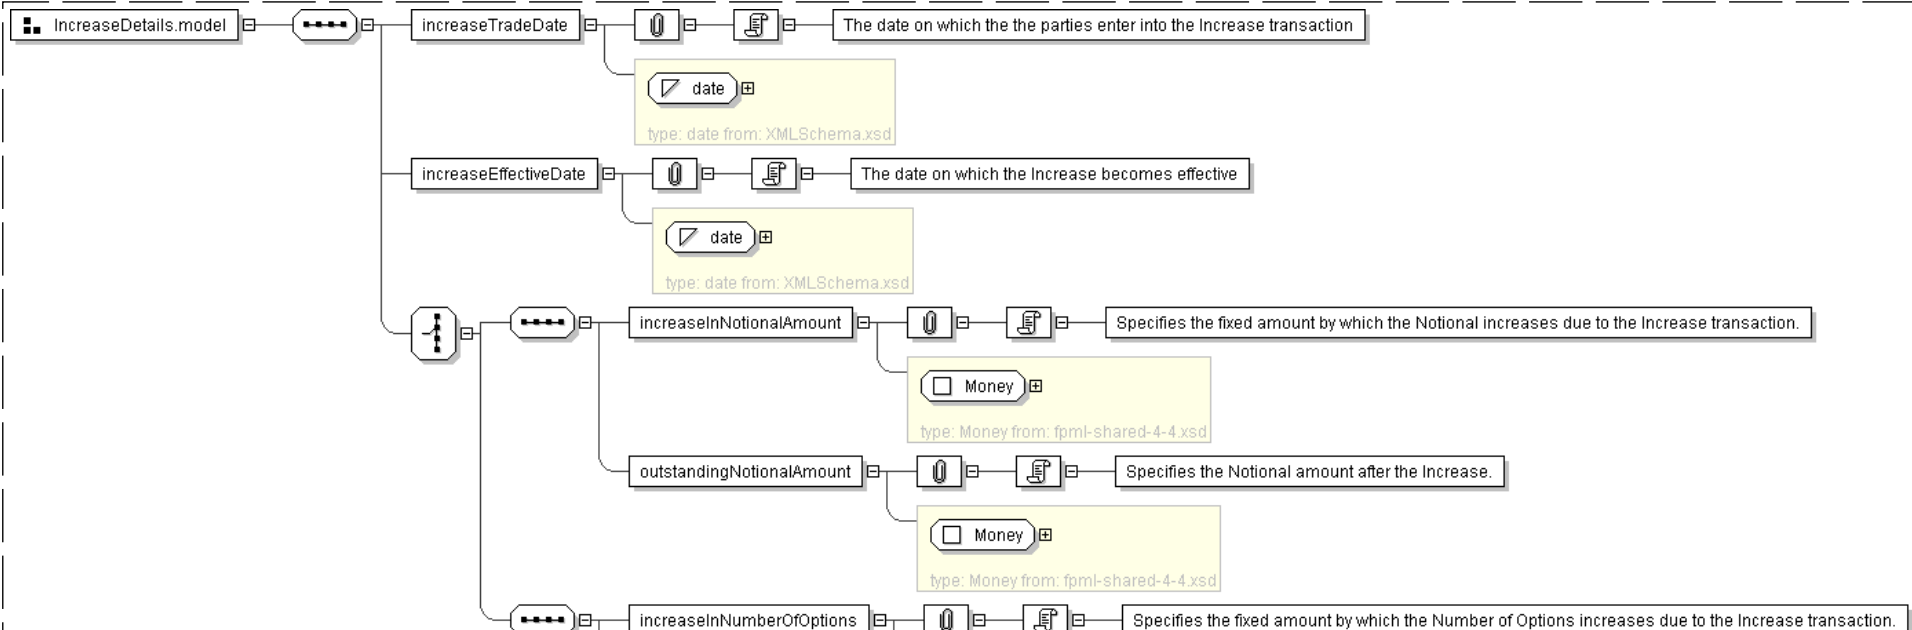 IncreaseDetails.model
increaseTradeDate
The date on which the the parties enter into the Increase transaction
date
type: date from: XMLSchema.xsd
increaseEffectiveDate
The date on which the Increase becomes effective
date
type: date from: XMLSchema.xsd
increaseInNotionalAmount
Specifies the fixed amount by which the Notional increases due to the Increase transaction.
Money
type: Money from: fpml-shared-4-4.xsd
outstandingNotionalAmount
Specifies the Notional amount after the Increase.
Money
type: Money from: fpml-shared-4-4.xsd
increaseInNumberOfOptions
Specifies the fixed amount by which the Number of Options increases due to the Increase transaction.